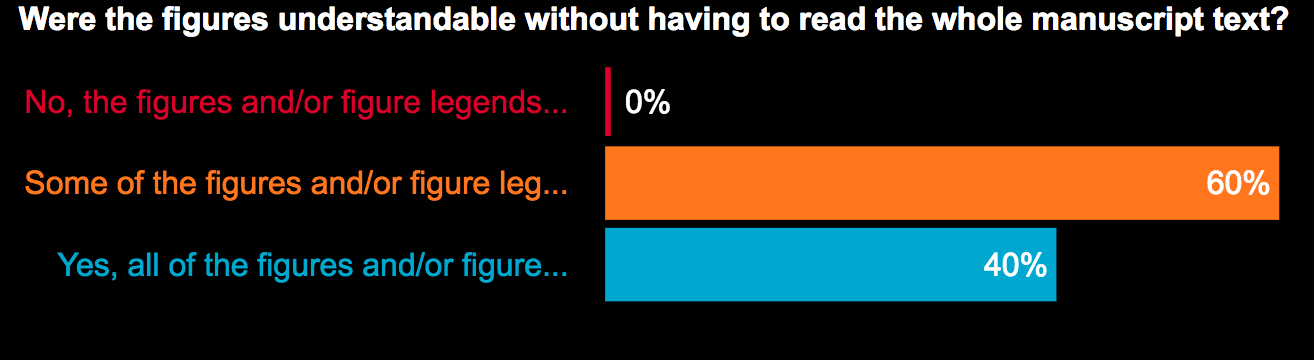 Were the figures understandable without having to read the whole manuscript text?
No, the figures and/or figure legends...
0%
Some of the figures and/or figure leg...
60%
Yes, all of the figures and/or figure...
40%